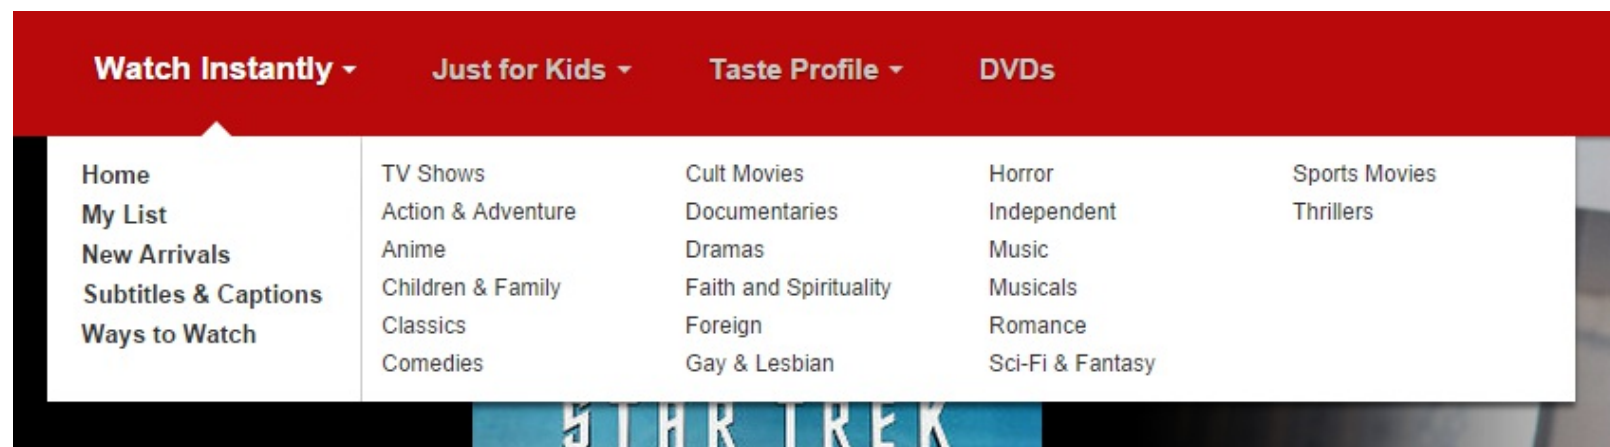 Watch Instantly
Just for Kids
Taste Profile
DVDs
Home
My List
New Arrivals
Subtitles & Captions
Ways to Watch
TV Shows
Action & Adventure
Anime
Children & Family
Classics
Comedies
Cult Movies
Documentaries
Dramas
Faith and Spirituality
Foreign
Gay & Lesbian
Horror
Independent
Music
Musicals
Romance
Sci-Fi & Fantasy
Sports Movies
Thrillers
STAR TREK